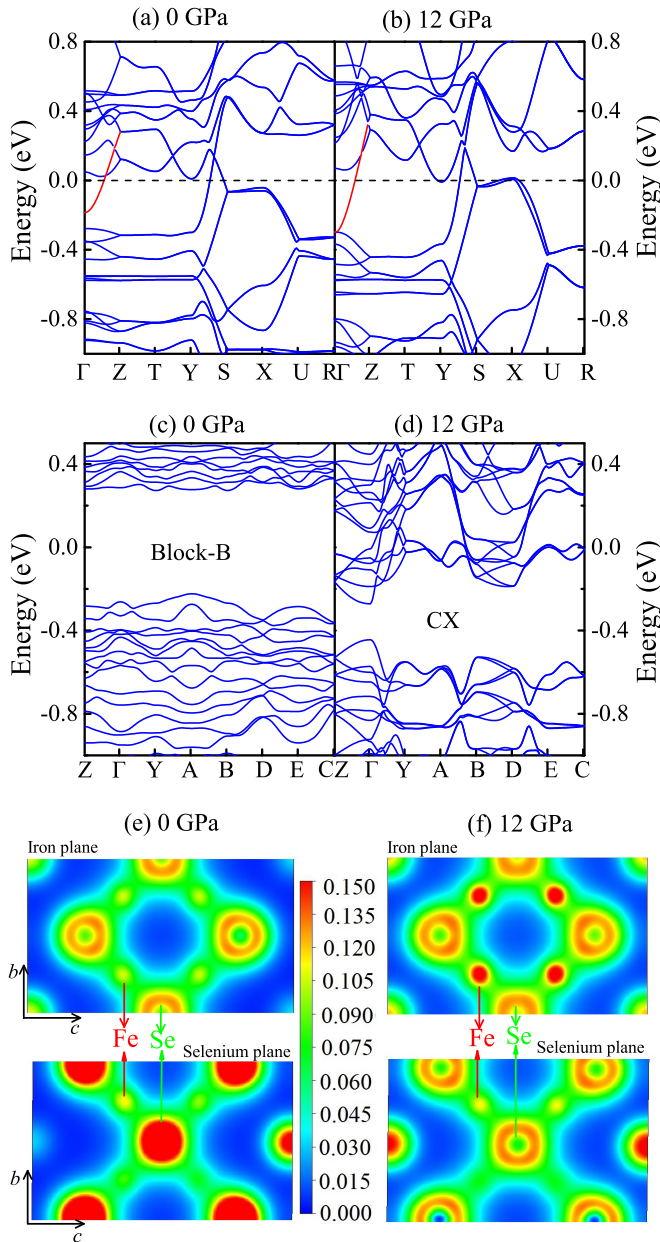 (a) 0 GPa (b) 12 GPa
0.8 0.8
0.4 0.4
0.0 0.0
-0.4 -0.4
-0.8 -0.8
Energy (eV) Energy (eV)
Γ Z T Y S X U R
Γ Z T Y S X U R
(c) 0 GPa (d) 12 GPa
0.4 0.4
0.0 0.0
-0.4 -0.4
-0.8 -0.8
Energy (eV) Energy (eV)
Block-B
CX
Z Γ Y A B D E C
Z Γ Y A B D E C
(e) 0 GPa (f) 12 GPa
Iron plane Iron plane
b
c
Fe Se
Selenium plane
b
c
0.150
0.135
0.120
0.105
0.090
0.075
0.060
0.045
0.030
0.015
0.000
b
c
Fe Se
Selenium plane
b
c